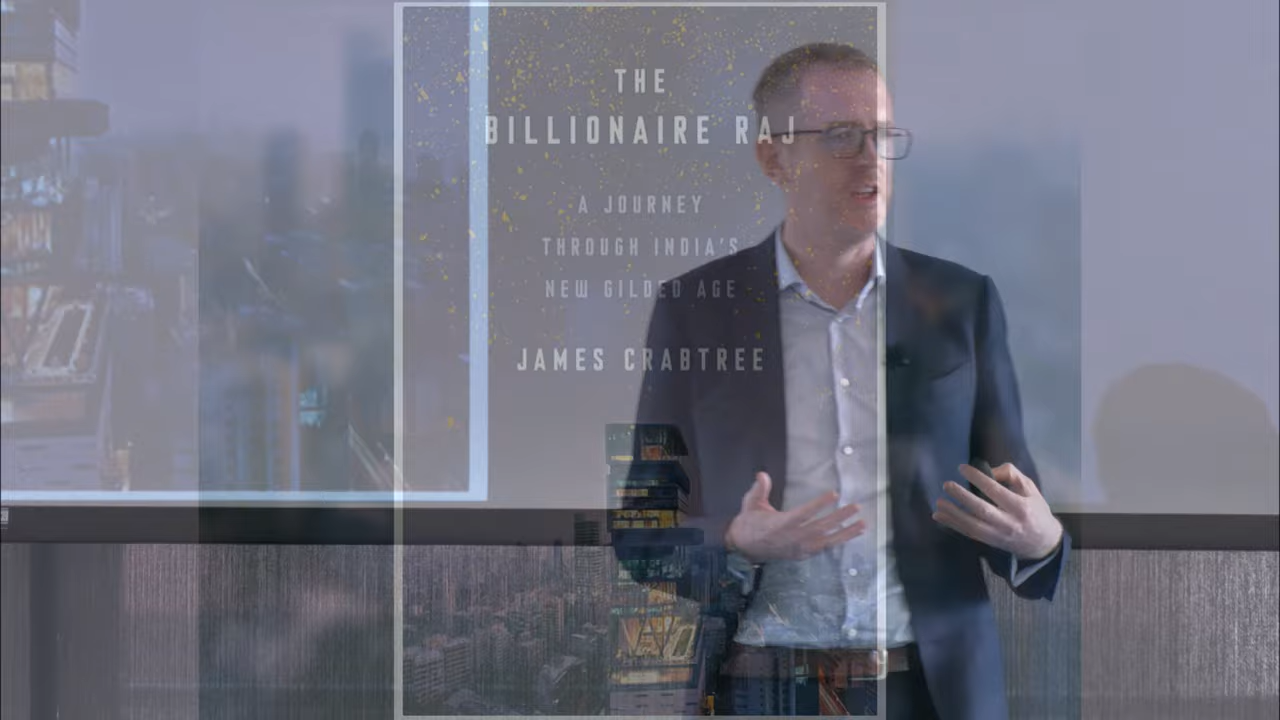 THE
BILLIONAIRE RAJ
A JOURNEY
THROUGH INDIA'S
NEW GILDED AGE
JAMES CRABTREE